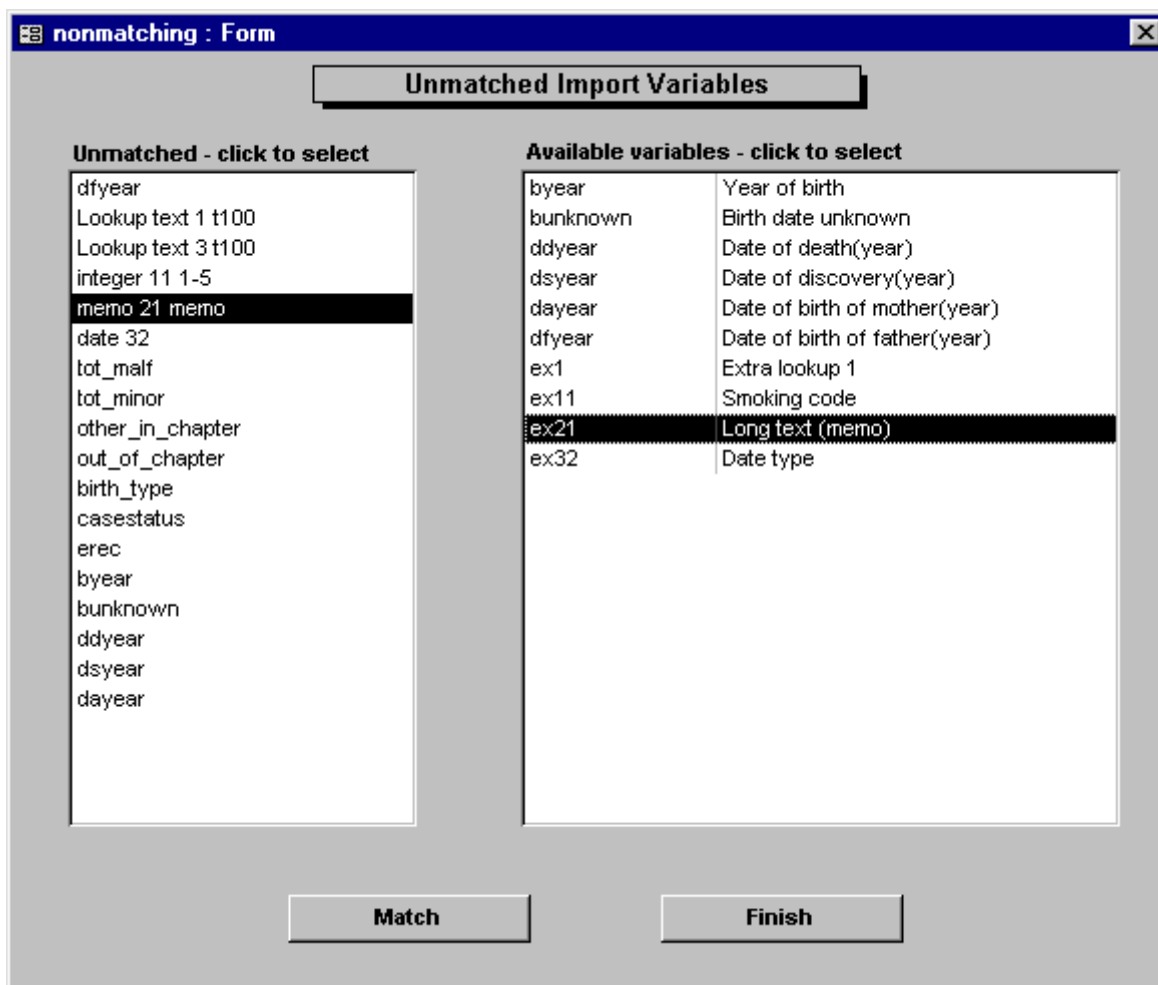 nonmatching : Form
Unmatched Import Variables
Unmatched - click to select
dfyear
Lookup text 1 t100
Lookup text 3 t100
integer 11 1-5
memo 21 memo
date 32
tot_malf
tot_minor
other_in_chapter
out_of_chapter
birth_type
casestatus
erec
byear
bunknown
ddyear
dsyear
dayear
Available variables - click to select
byear Year of birth
bunknown Birth date unknown
ddyear Date of death(year)
dsyear Date of discovery(year)
dayear Date of birth of mother(year)
dfyear Date of birth of father(year)
ex1 Extra lookup 1
ex11 Smoking code
ex21 Long text (memo)
ex32 Date type
Match
Finish